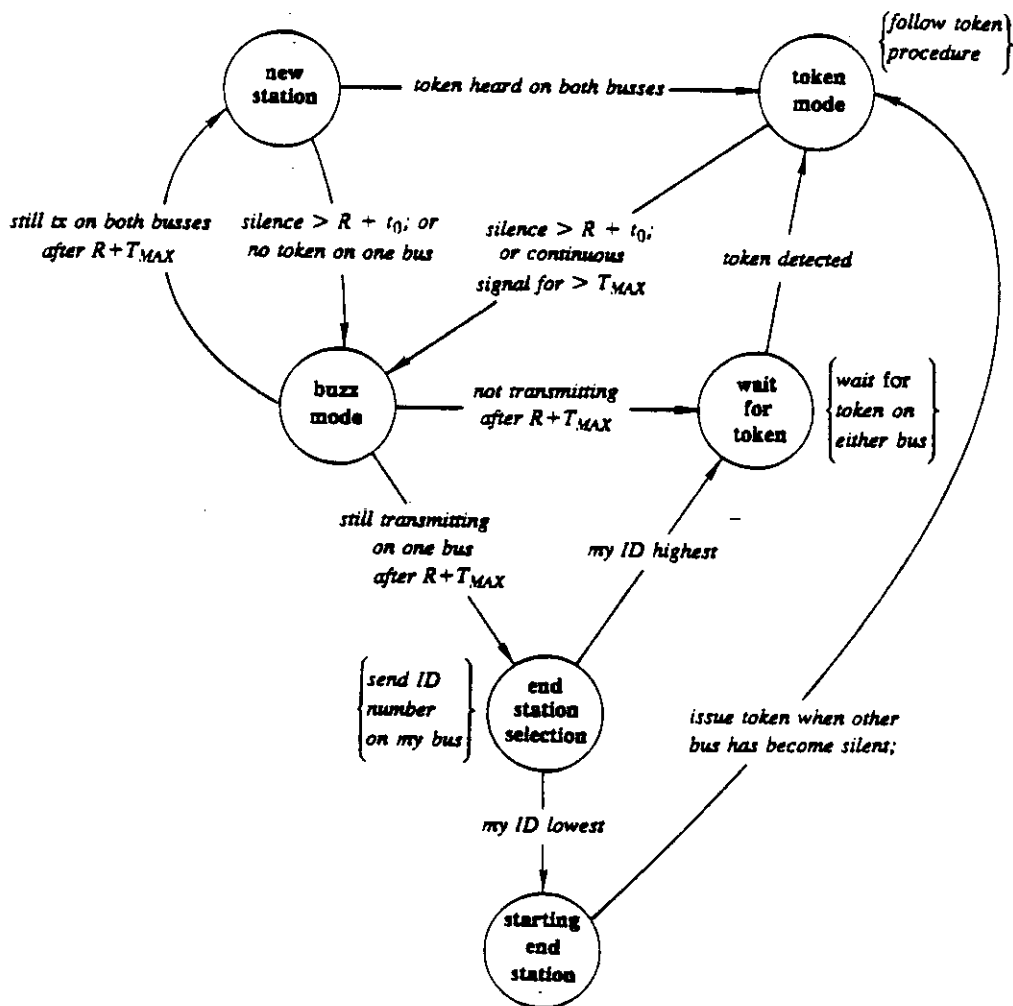 new
station
token heard on both busses
token
mode
{follow token}
procedure
still tx on both busses
after R+T_MAX
silence > R + t_0; or
no token on one bus
silence > R + t_0;
or continuous
signal for > T_MAX
token detected
buzz
mode
not transmitting
after R+T_MAX
wait
for
token
wait for
token on
either bus
still transmitting
on one bus
after R+T_MAX
my ID highest
send ID
number
on my bus
end
station
selection
issue token when other
bus has become silent;
my ID lowest
starting
end
station